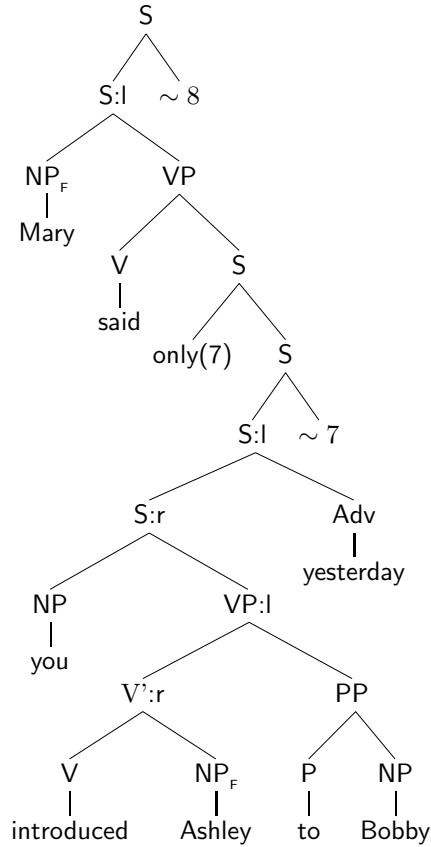 S
S:l ∼ 8
NP_F VP
Mary
V S
said
only(7) S
S:l ∼ 7
S:r Adv
yesterday
NP VP:l
you
V':r PP
V NP_F P NP
introduced Ashley to Bobby